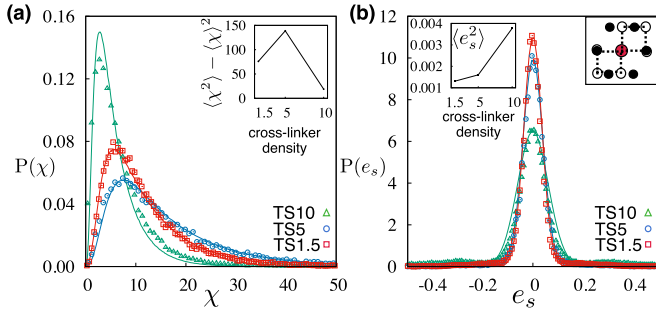 (a)
0.16
0.12
0.08
0.04
0.00
P(χ)
0 10 20 30 40 50
χ
⟨χ²⟩ − ⟨χ⟩²
150
100
50
0
1.5 5 10
cross-linker
density
TS10
TS5
TS1.5
(b)
12
10
8
6
4
2
0
P(eₛ)
-0.4 -0.2 0 0.2 0.4
eₛ
⟨eₛ²⟩
0.004
0.003
0.002
0.001
1.5 5 10
cross-linker
density
TS10
TS5
TS1.5